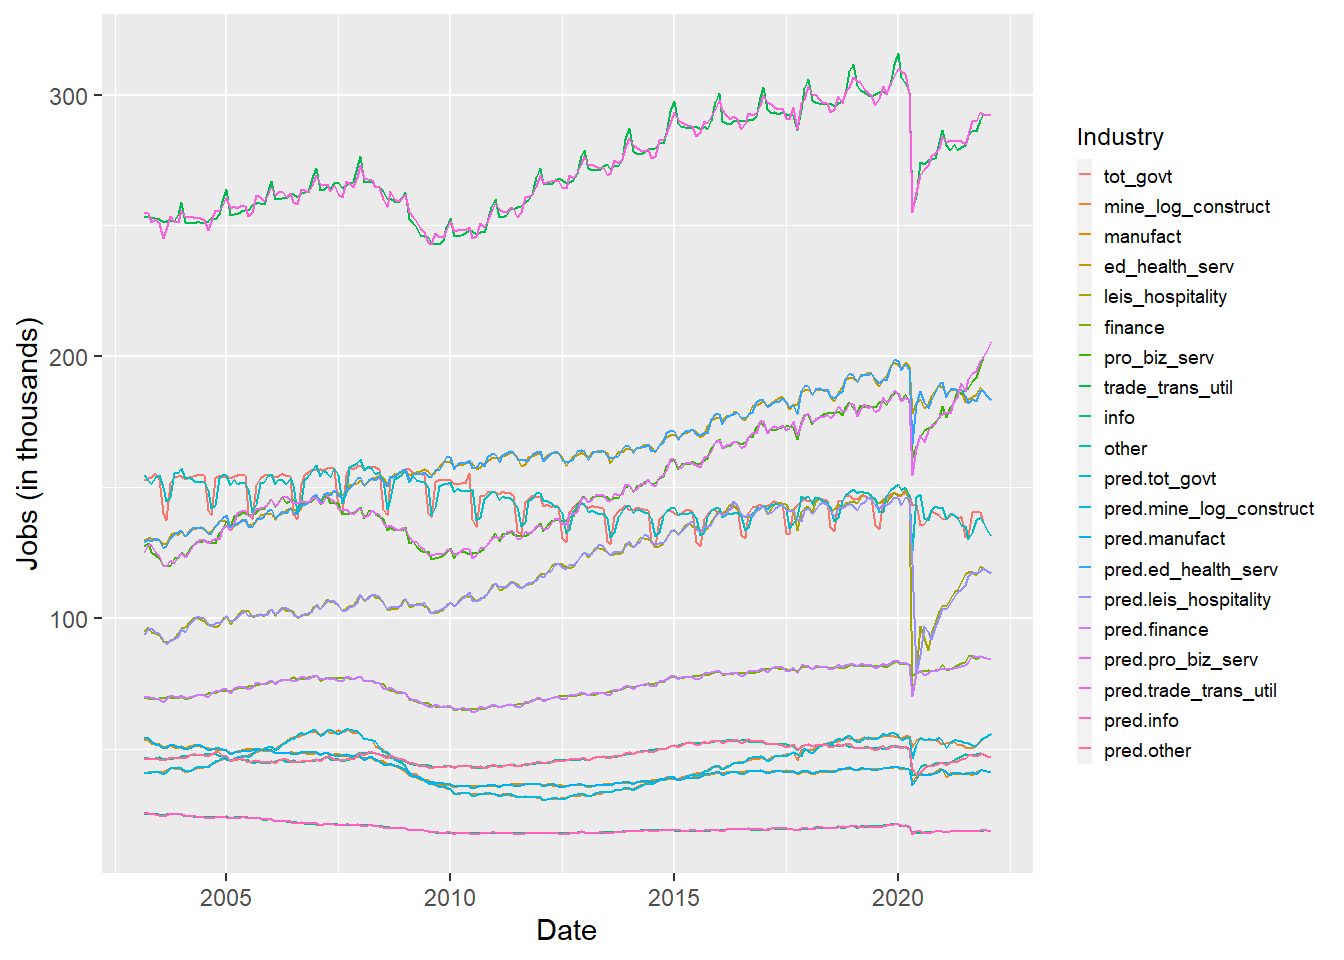 300
200
100
Jobs (in thousands)
2005 2010 2015 2020
Date
Industry
tot_govt
mine_log_construct
manufact
ed_health_serv
leis_hospitality
finance
pro_biz_serv
trade_trans_util
info
other
pred.tot_govt
pred.mine_log_construct
pred.manufact
pred.ed_health_serv
pred.leis_hospitality
pred.finance
pred.pro_biz_serv
pred.trade_trans_util
pred.info
pred.other